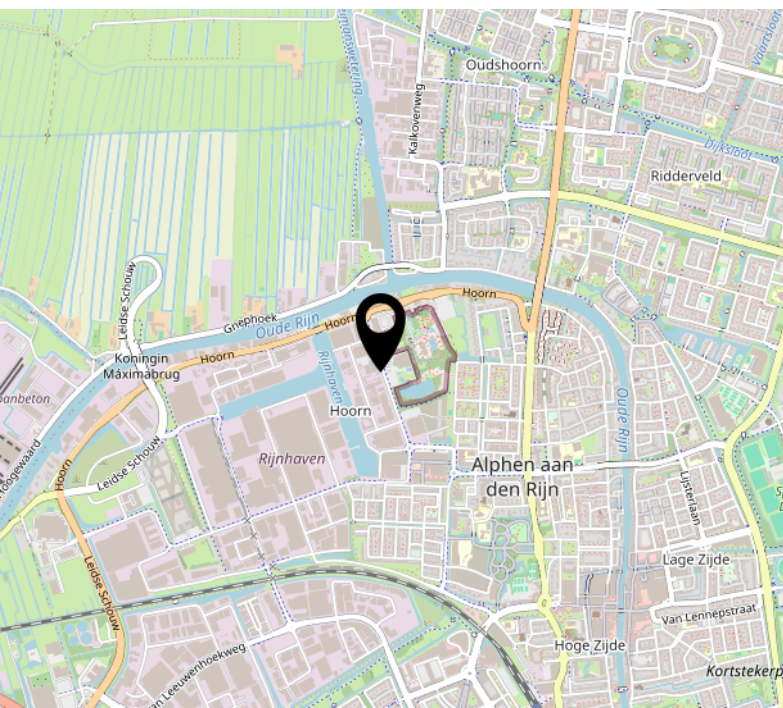 Oudshoorn
Kalkovenweg
Dijksloot
Ridderveld
Leidse Schouw
Gnephoek
Oude Rijn
Hoorn
Hoorn
Hoorn
Koningin
Máximabrug
Rijnhaven
Hoorn
Oude Rijn
Hoorn
Leidse Schouw
Rijnhaven
Alphen aan
den Rijn
Lijsterlaan
Leidse Schouw
Lage Zijde
Van Lennepstraat
Hoge Zijde
van Leeuwenhoekweg